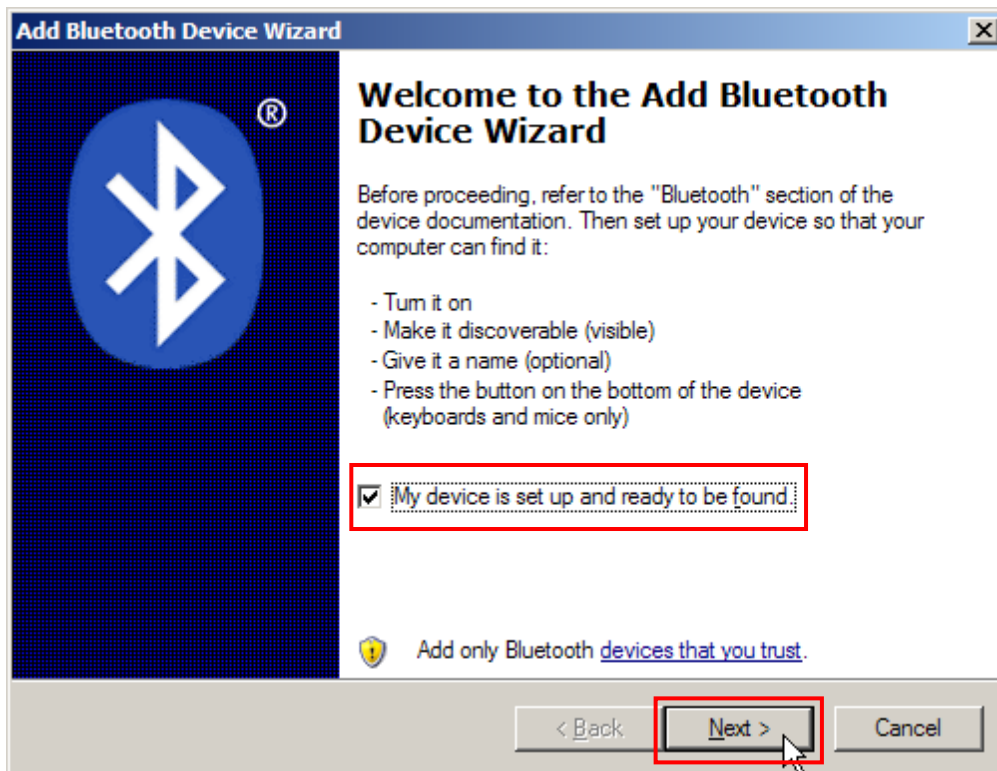 Add Bluetooth Device Wizard
®
Welcome to the Add Bluetooth
Device Wizard
Before proceeding, refer to the "Bluetooth" section of the
device documentation. Then set up your device so that your
computer can find it:
- Turn it on
- Make it discoverable (visible)
- Give it a name (optional)
- Press the button on the bottom of the device
(keyboards and mice only)
My device is set up and ready to be found.
Add only Bluetooth devices that you trust.
< Back Next > Cancel